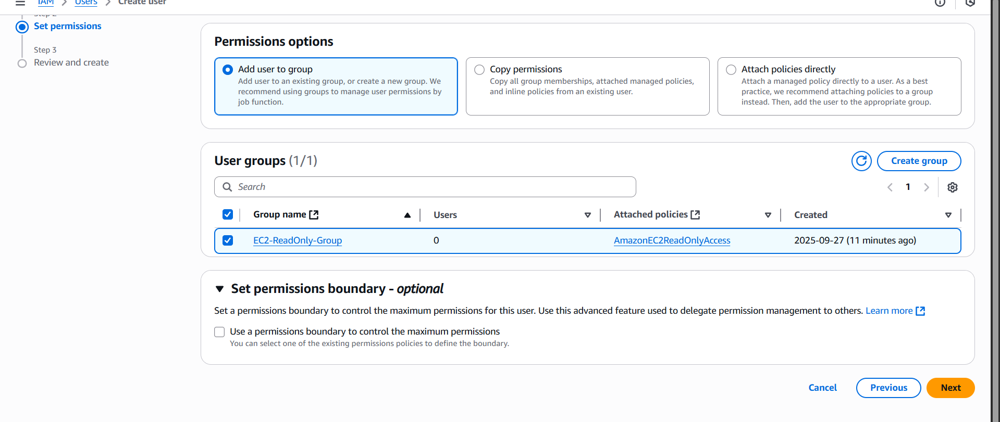 IAM > Users > Create user
Step 2
Set permissions
Step 3
Review and create
Permissions options
Add user to group
Add user to an existing group, or create a new group. We
recommend using groups to manage user permissions by
job function.
Copy permissions
Copy all group memberships, attached managed policies,
and inline policies from an existing user.
Attach policies directly
Attach a managed policy directly to a user. As a best
practice, we recommend attaching policies to a group
instead. Then, add the user to the appropriate group.
User groups (1/1)
Create group
Search
1
Group name Users Attached policies Created
EC2-ReadOnly-Group 0 AmazonEC2ReadOnlyAccess 2025-09-27 (11 minutes ago)
Set permissions boundary - optional
Set a permissions boundary to control the maximum permissions for this user. Use this advanced feature used to delegate permission management to others. Learn more
Use a permissions boundary to control the maximum permissions
You can select one of the existing permissions policies to define the boundary.
Cancel Previous Next